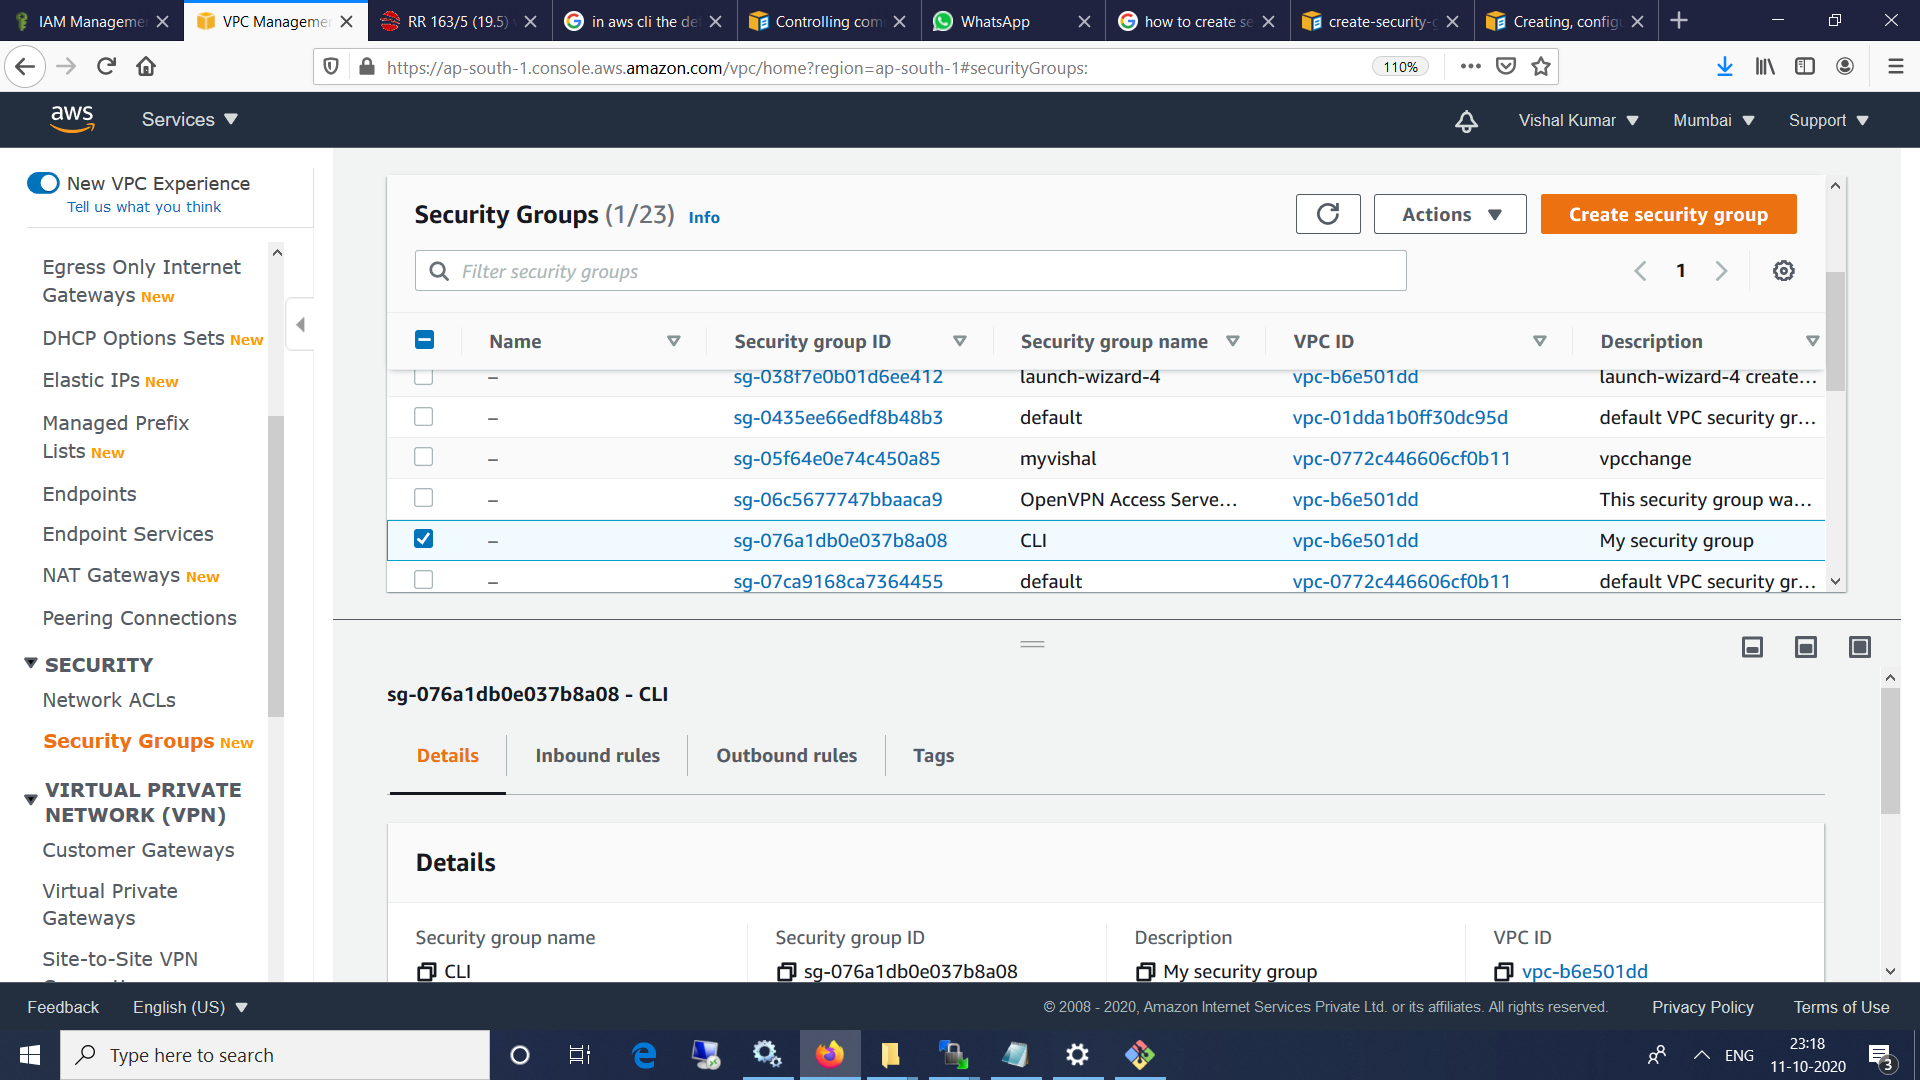 IAM Manageme
VPC Manageme
RR 163/5 (19.5)
in aws cli the de
Controlling com
WhatsApp
how to create se
create-security-g
Creating, configu
https://ap-south-1.console.aws.amazon.com/vpc/home?region=ap-south-1#securityGroups:
110%
aws
Services
Vishal Kumar
Mumbai
Support
New VPC Experience
Tell us what you think
Egress Only Internet
Gateways New
DHCP Options Sets New
Elastic IPs New
Managed Prefix
Lists New
Endpoints
Endpoint Services
NAT Gateways New
Peering Connections
SECURITY
Network ACLs
Security Groups New
VIRTUAL PRIVATE
NETWORK (VPN)
Customer Gateways
Virtual Private
Gateways
Site-to-Site VPN
Security Groups (1/23) Info
Actions
Create security group
Filter security groups
1
Name Security group ID Security group name VPC ID Description
– sg-038f7e0b01d6ee412 launch-wizard-4 vpc-b6e501dd launch-wizard-4 create...
– sg-0435ee66edf8b48b3 default vpc-01dda1b0ff30dc95d default VPC security gr...
– sg-05f64e0e74c450a85 myvishal vpc-0772c446606cf0b11 vpcchange
– sg-06c5677747bbaaca9 OpenVPN Access Serve... vpc-b6e501dd This security group wa...
– sg-076a1db0e037b8a08 CLI vpc-b6e501dd My security group
– sg-07ca9168ca7364455 default vpc-0772c446606cf0b11 default VPC security gr...
sg-076a1db0e037b8a08 - CLI
Details Inbound rules Outbound rules Tags
Details
Security group name Security group ID Description VPC ID
CLI sg-076a1db0e037b8a08 My security group vpc-b6e501dd
Feedback English (US) © 2008 - 2020, Amazon Internet Services Private Ltd. or its affiliates. All rights reserved. Privacy Policy Terms of Use
Type here to search
ENG
23:18
11-10-2020
3